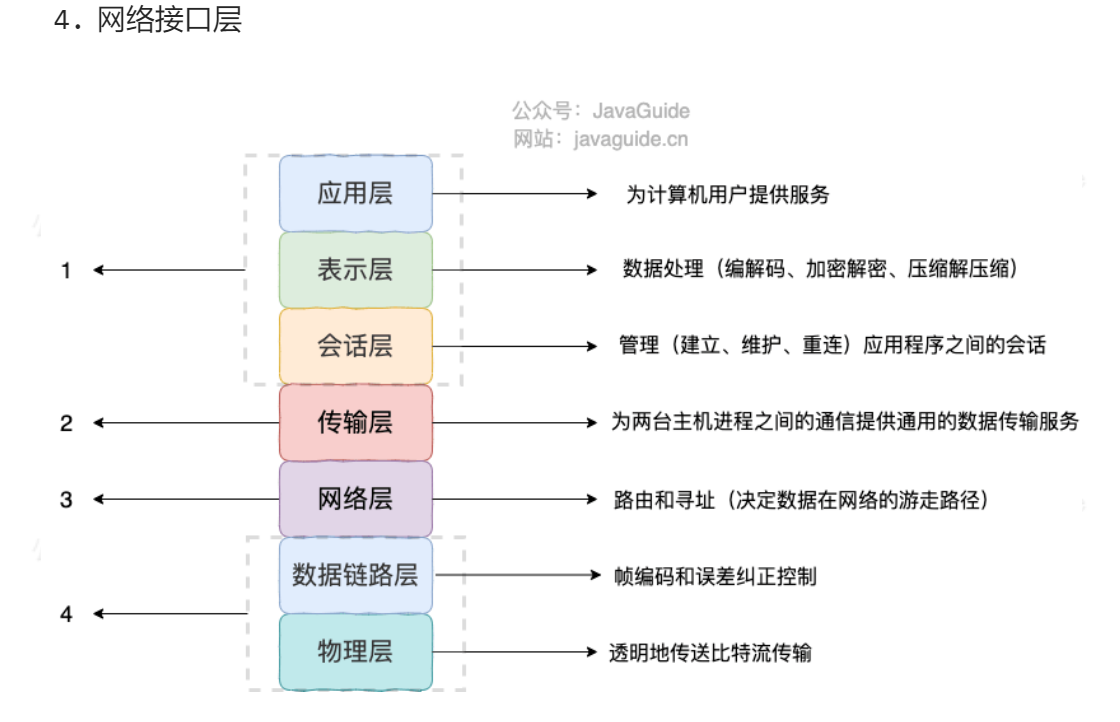 4. 网络接口层
公众号：JavaGuide
网站：javaguide.cn
应用层
为计算机用户提供服务
1
表示层
数据处理（编解码、加密解密、压缩解压缩）
会话层
管理（建立、维护、重连）应用程序之间的会话
2
传输层
为两台主机进程之间的通信提供通用的数据传输服务
3
网络层
路由和寻址（决定数据在网络的游走路径）
数据链路层
帧编码和误差纠正控制
4
物理层
透明地传送比特流传输